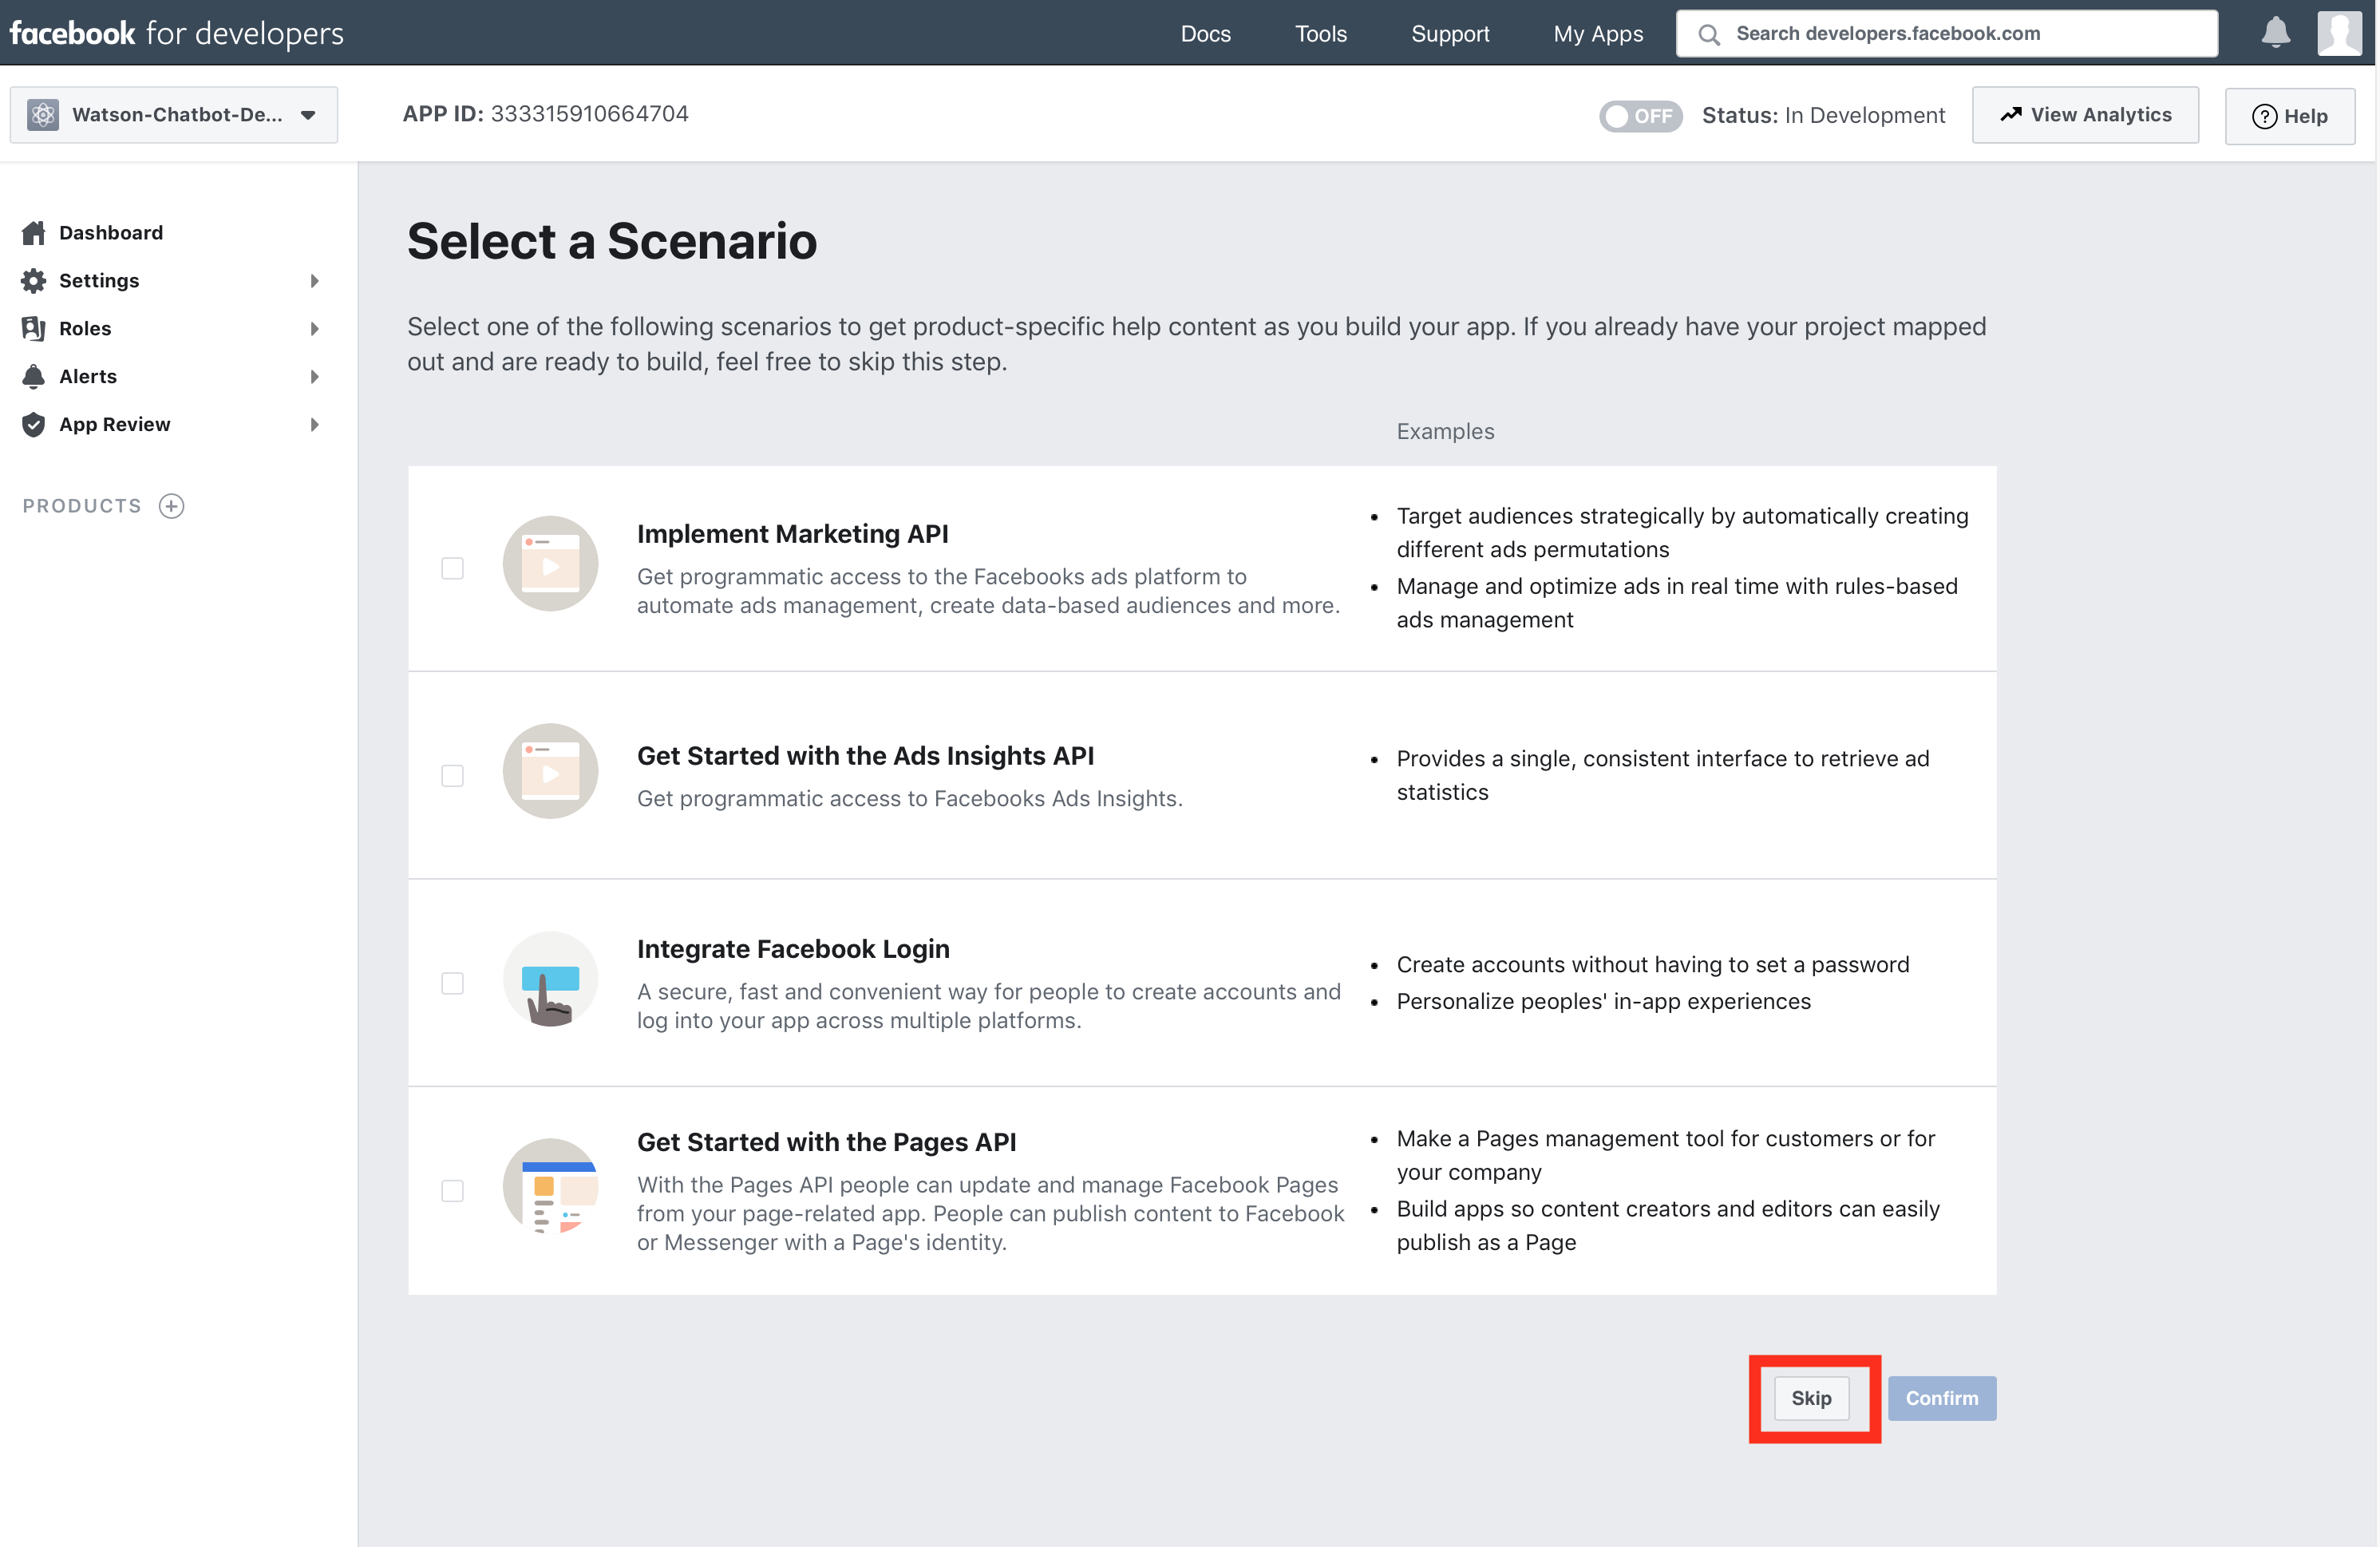 facebook for developers
Docs
Tools
Support
My Apps
Search developers.facebook.com
Watson-Chatbot-De...
APP ID: 333315910664704
OFF
Status: In Development
View Analytics
? Help
Dashboard
Settings
Roles
Alerts
App Review
PRODUCTS
Select a Scenario
Select one of the following scenarios to get product-specific help content as you build your app. If you already have your project mapped
out and are ready to build, feel free to skip this step.
Examples
Implement Marketing API
Get programmatic access to the Facebooks ads platform to
automate ads management, create data-based audiences and more.
• Target audiences strategically by automatically creating
different ads permutations
• Manage and optimize ads in real time with rules-based
ads management
Get Started with the Ads Insights API
Get programmatic access to Facebooks Ads Insights.
• Provides a single, consistent interface to retrieve ad
statistics
Integrate Facebook Login
A secure, fast and convenient way for people to create accounts and
log into your app across multiple platforms.
• Create accounts without having to set a password
• Personalize peoples' in-app experiences
Get Started with the Pages API
With the Pages API people can update and manage Facebook Pages
from your page-related app. People can publish content to Facebook
or Messenger with a Page's identity.
• Make a Pages management tool for customers or for
your company
• Build apps so content creators and editors can easily
publish as a Page
Skip
Confirm